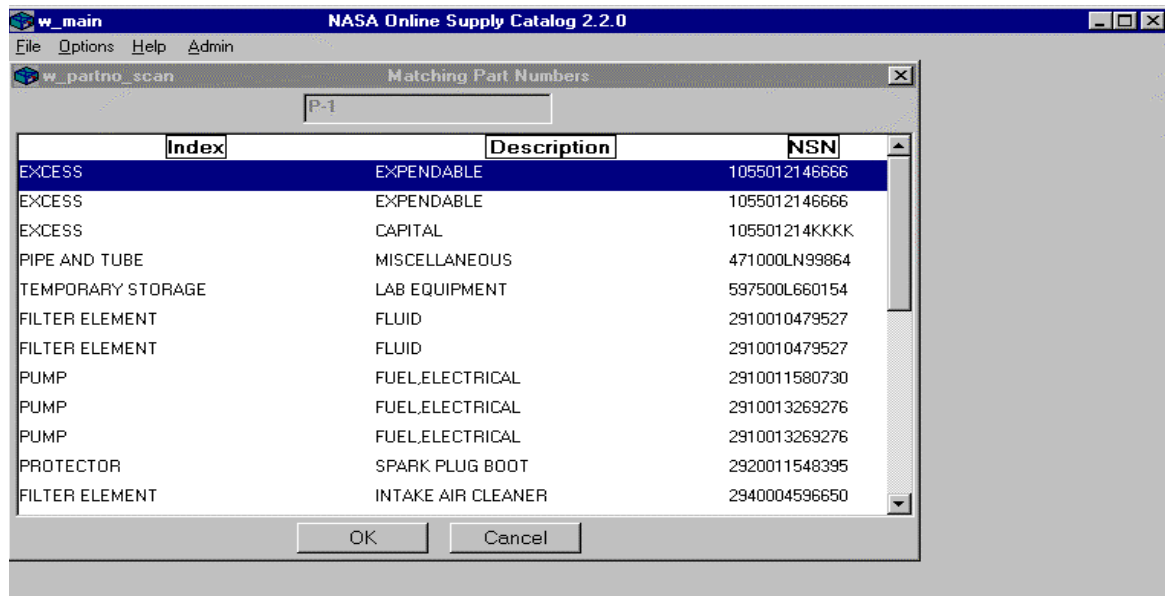 w_main NASA Online Supply Catalog 2.2.0
File Options Help Admin
w_partno_scan Matching Part Numbers
P-1
Index Description NSN
EXCESS EXPENDABLE 1055012146666
EXCESS EXPENDABLE 1055012146666
EXCESS CAPITAL 105501214KKKK
PIPE AND TUBE MISCELLANEOUS 471000LN99864
TEMPORARY STORAGE LAB EQUIPMENT 597500L660154
FILTER ELEMENT FLUID 2910010479527
FILTER ELEMENT FLUID 2910010479527
PUMP FUEL,ELECTRICAL 2910011580730
PUMP FUEL,ELECTRICAL 2910013269276
PUMP FUEL,ELECTRICAL 2910013269276
PROTECTOR SPARK PLUG BOOT 2920011548395
FILTER ELEMENT INTAKE AIR CLEANER 2940004596650
OK Cancel